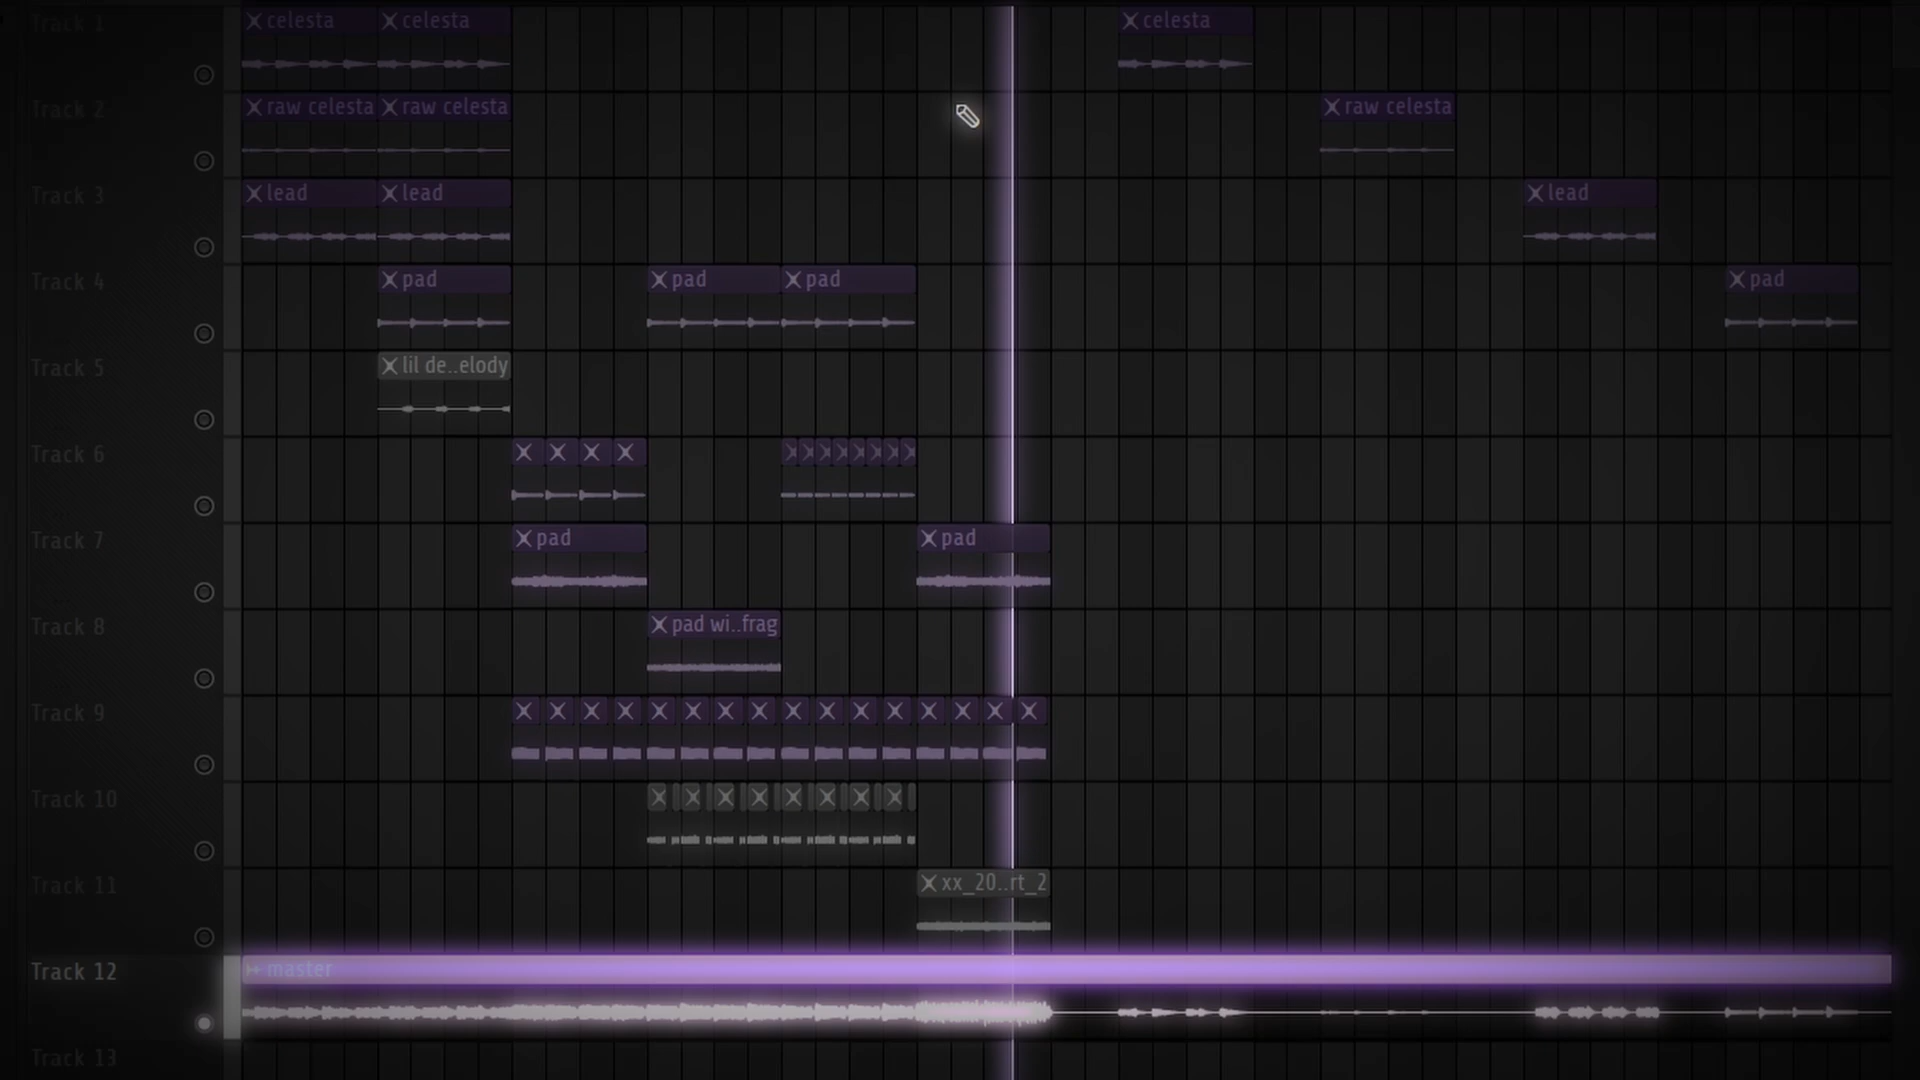 Track 1 celesta celesta celesta
Track 2 raw celesta raw celesta raw celesta
Track 3 lead lead lead
Track 4 pad pad pad pad
Track 5 lil de..elody
Track 6
Track 7 pad pad
Track 8 pad wi..frag
Track 9
Track 10
Track 11 xx_20..rt_2
Track 12 master
Track 13